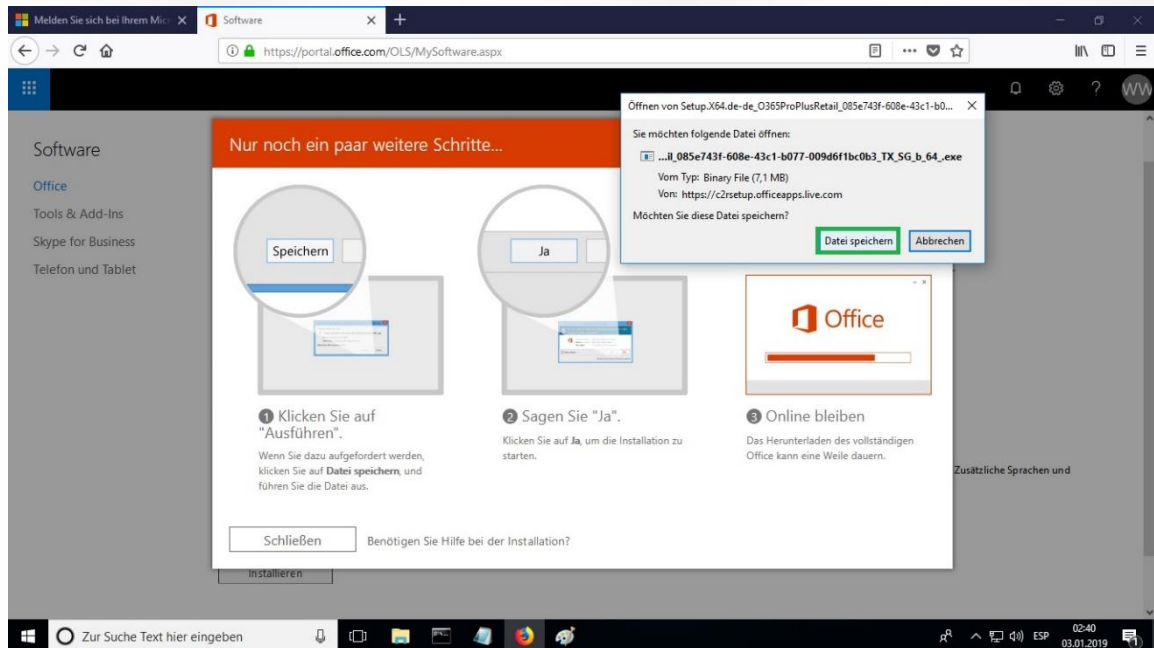 Melden Sie sich bei Ihrem Micr
Software
https://portal.office.com/OLS/MySoftware.aspx
WW
Software
Office
Tools & Add-Ins
Skype for Business
Telefon und Tablet
Nur noch ein paar weitere Schritte...
Öffnen von Setup.X64.de-de_O365ProPlusRetail_085e743f-608e-43c1-b0...
Sie möchten folgende Datei öffnen:
...il_085e743f-608e-43c1-b077-009d6f1bc0b3_TX_SG_b_64_.exe
Vom Typ: Binary File (7,1 MB)
Von: https://c2rsetup.officeapps.live.com
Möchten Sie diese Datei speichern?
Datei speichern
Abbrechen
Speichern
Ja
Office
1 Klicken Sie auf
"Ausführen".
Wenn Sie dazu aufgefordert werden,
klicken Sie auf Datei speichern, und
führen Sie die Datei aus.
2 Sagen Sie "Ja".
Klicken Sie auf Ja, um die Installation zu
starten.
3 Online bleiben
Das Herunterladen des vollständigen
Office kann eine Weile dauern.
Zusätzliche Sprachen und
Schließen
Benötigen Sie Hilfe bei der Installation?
Installieren
Zur Suche Text hier eingeben
ESP
02:40
03.01.2019